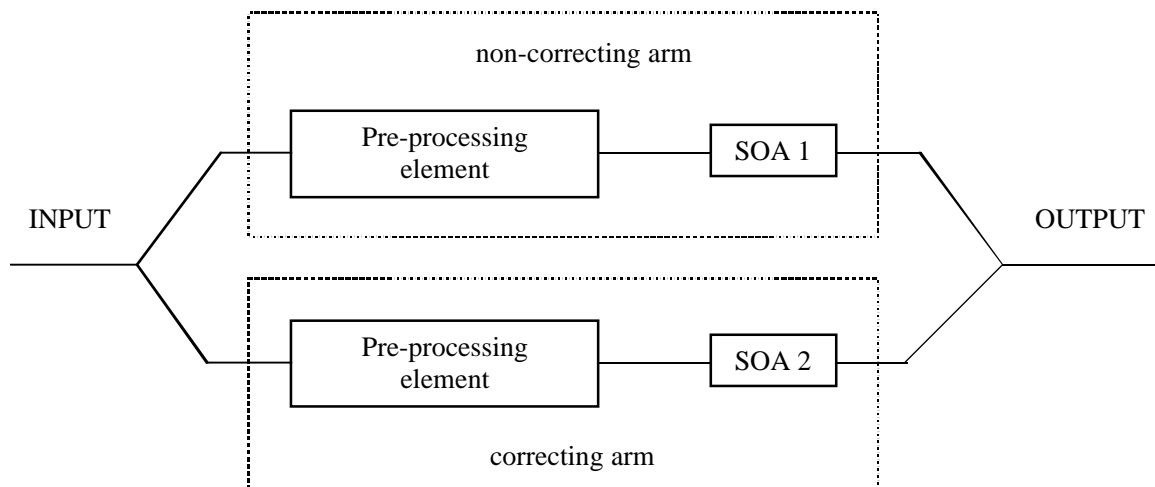 non-correcting arm
Pre-processing
element
SOA 1
INPUT
OUTPUT
Pre-processing
element
SOA 2
correcting arm